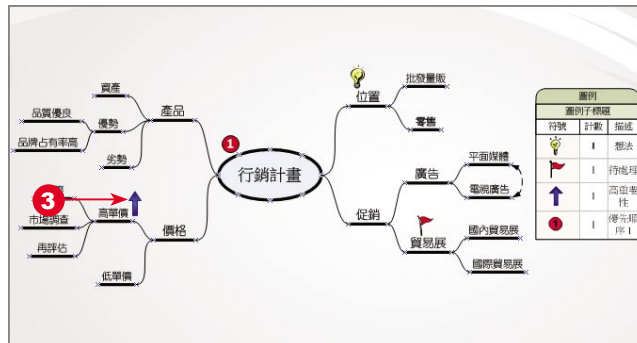 資產
品質優良
優勢
產品
品牌占有率高
劣勢
3
市場調查
高單價
價格
再評估
低單價
1
行銷計畫
位置
批發量販
零售
促銷
廣告
平面媒體
電視廣告
貿易展
國內貿易展
國際貿易展
圖例
圖例子標題
符號 計數 描述
1 想法
1 待處理
1 高重要
性
1 1 優先順
序 1